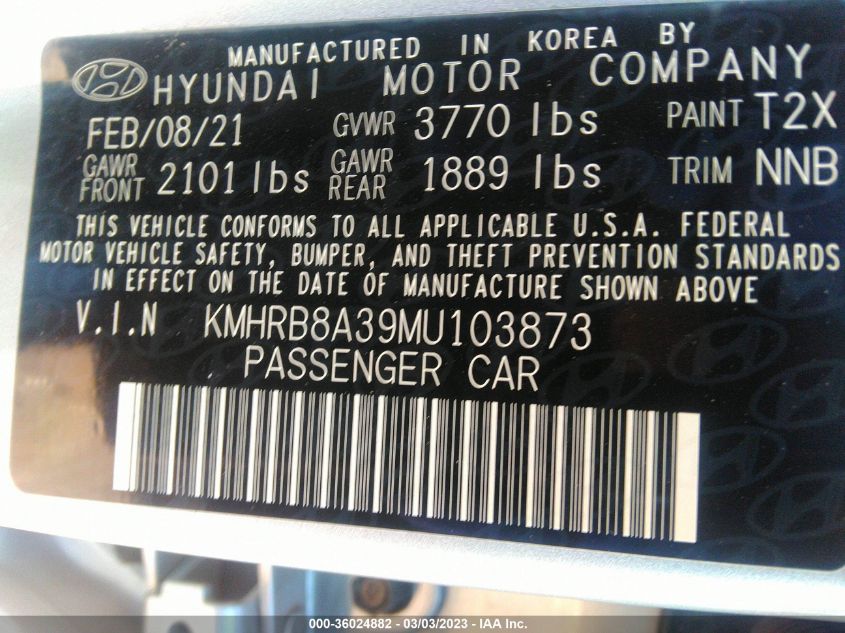 MANUFACTURED IN KOREA BY
HYUNDAI MOTOR COMPANY
FEB/08/21 GVWR 3770 lbs PAINT T2X
GAWR FRONT 2101 lbs GAWR REAR 1889 lbs TRIM NNB
THIS VEHICLE CONFORMS TO ALL APPLICABLE U.S.A. FEDERAL
MOTOR VEHICLE SAFETY, BUMPER, AND THEFT PREVENTION STANDARDS
IN EFFECT ON THE DATE OF MANUFACTURE SHOWN ABOVE
V.I.N KMHRB8A39MU103873
PASSENGER CAR
000-36024882 - 03/03/2023 - IAA Inc.